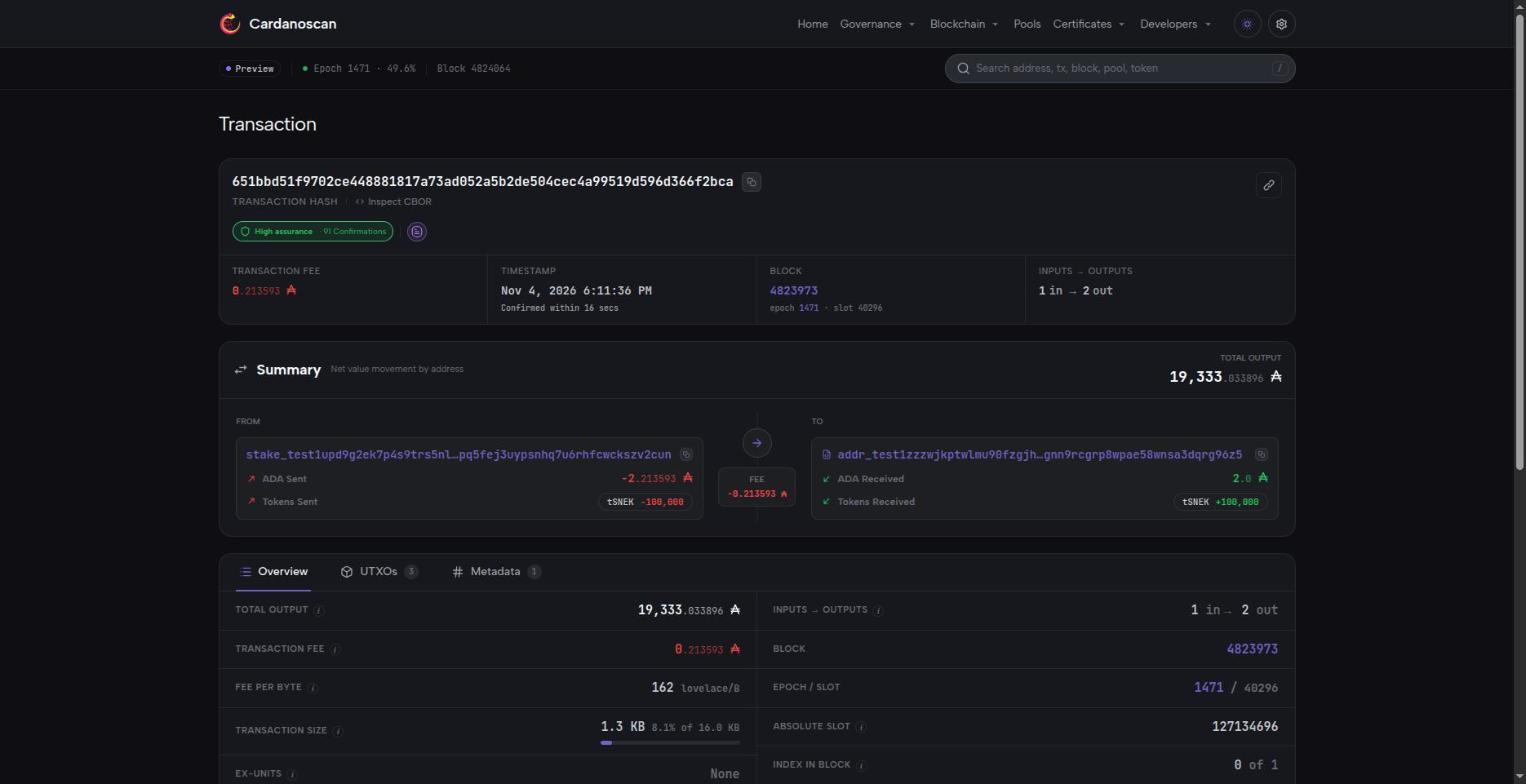 Cardanoscan
Home Governance Blockchain Pools Certificates Developers
Preview Epoch 1471 · 49.6% Block 4824064
Search address, tx, block, pool, token /
Transaction
651bbd51f9702ce448881817a73ad052a5b2de504cec4a99519d596d366f2bca
TRANSACTION HASH <> Inspect CBOR
High assurance · 91 Confirmations
TRANSACTION FEE TIMESTAMP BLOCK INPUTS → OUTPUTS
0.213593 ₳ Nov 4, 2026 6:11:36 PM 4823973 1 in → 2 out
Confirmed within 16 secs epoch 1471 · slot 40296
Summary Net value movement by address
TOTAL OUTPUT
19,333.033896 ₳
FROM TO
stake_test1upd9g2ek7p4s9trs5nl…pq5fej3uypsnhq7u6rhfcwckszv2cun
ADA Sent -2.213593 ₳
Tokens Sent tSNEK -100,000
FEE
-0.213593 ₳
addr_test1zzzwjkptwlmu90fzgjh…gnn9rcgrp8wpae58wnsa3dqrg96z5
ADA Received 2.0 ₳
Tokens Received tSNEK +100,000
Overview UTXOs 3 Metadata 1
TOTAL OUTPUT i 19,333.033896 ₳ INPUTS → OUTPUTS i 1 in → 2 out
TRANSACTION FEE i 0.213593 ₳ BLOCK 4823973
FEE PER BYTE i 162 lovelace/B EPOCH / SLOT 1471 / 40296
TRANSACTION SIZE i 1.3 KB 8.1% of 16.0 KB ABSOLUTE SLOT i 127134696
EX-UNITS i None INDEX IN BLOCK i 0 of 1